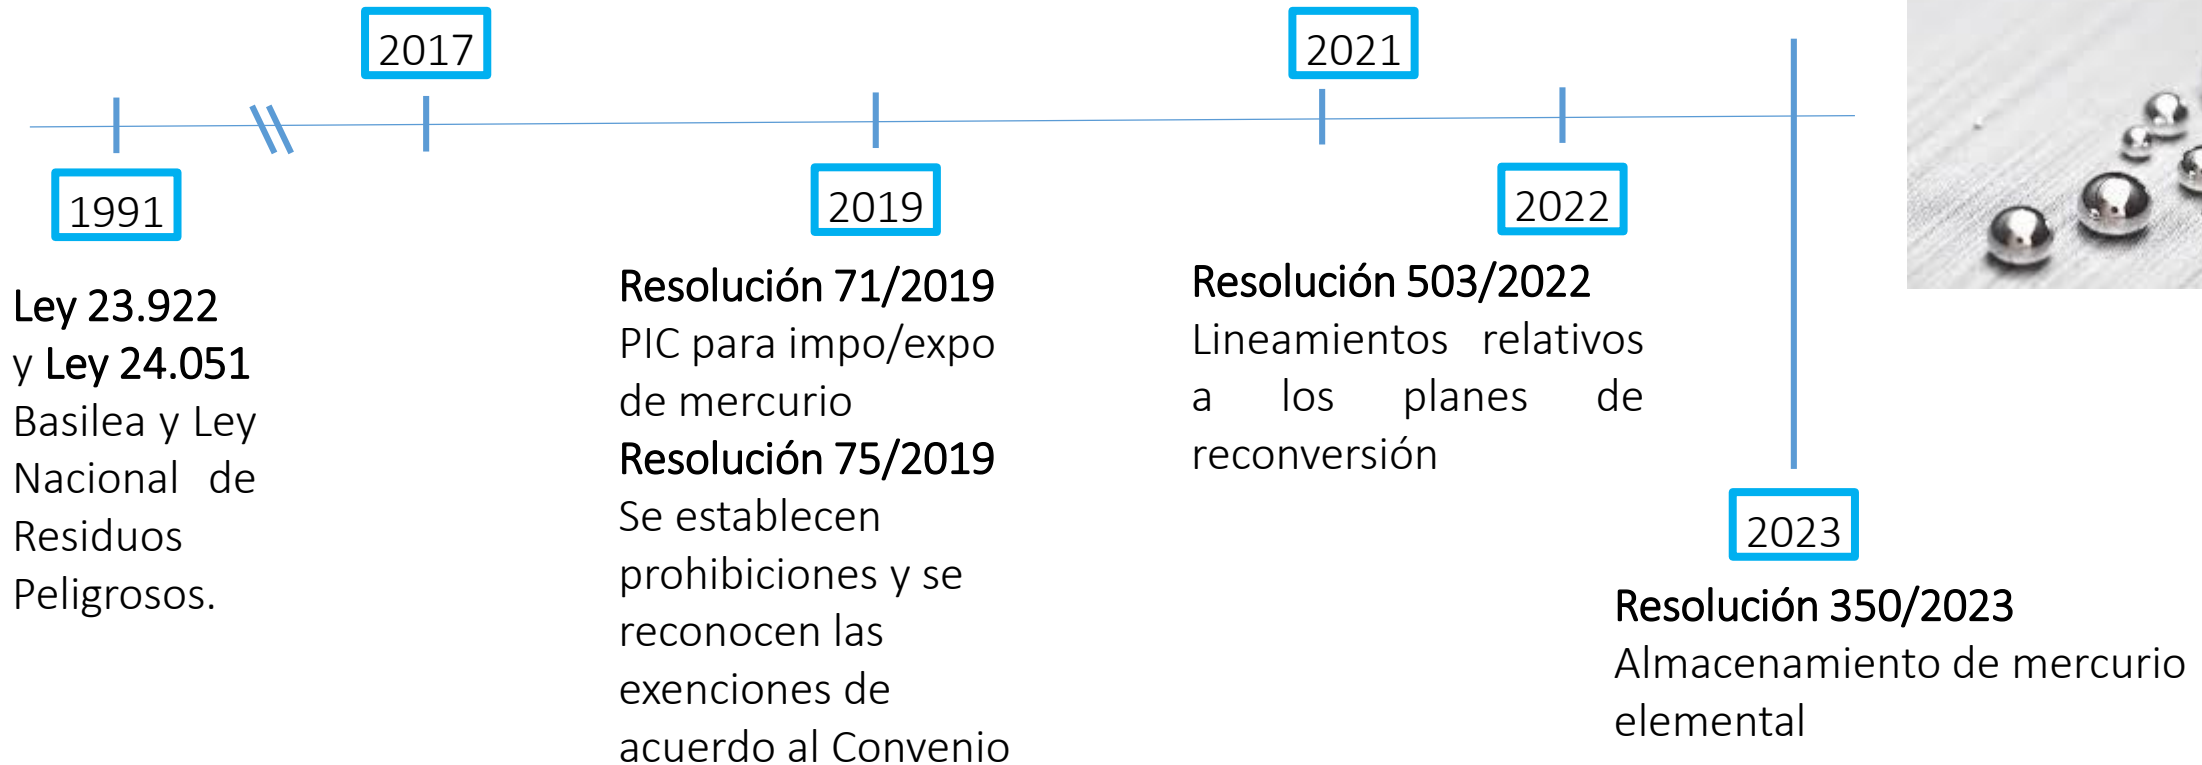 2017
2021
1991
2019
2022
Ley 23.922
y Ley 24.051
Basilea y Ley
Nacional de
Residuos
Peligrosos.
Resolución 71/2019
PIC para impo/expo
de mercurio
Resolución 75/2019
Se establecen
prohibiciones y se
reconocen las
exenciones de
acuerdo al Convenio
Resolución 503/2022
Lineamientos relativos
a los planes de
reconversión
2023
Resolución 350/2023
Almacenamiento de mercurio
elemental